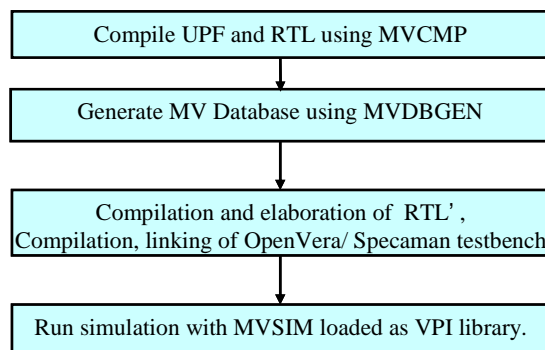 Compile UPF and RTL using MVCMP
Generate MV Database using MVDBGEN
Compilation and elaboration of RTL’ ,
Compilation, linking of OpenVera/ Specaman testbench
Run simulation with MVSIM loaded as VPI library.